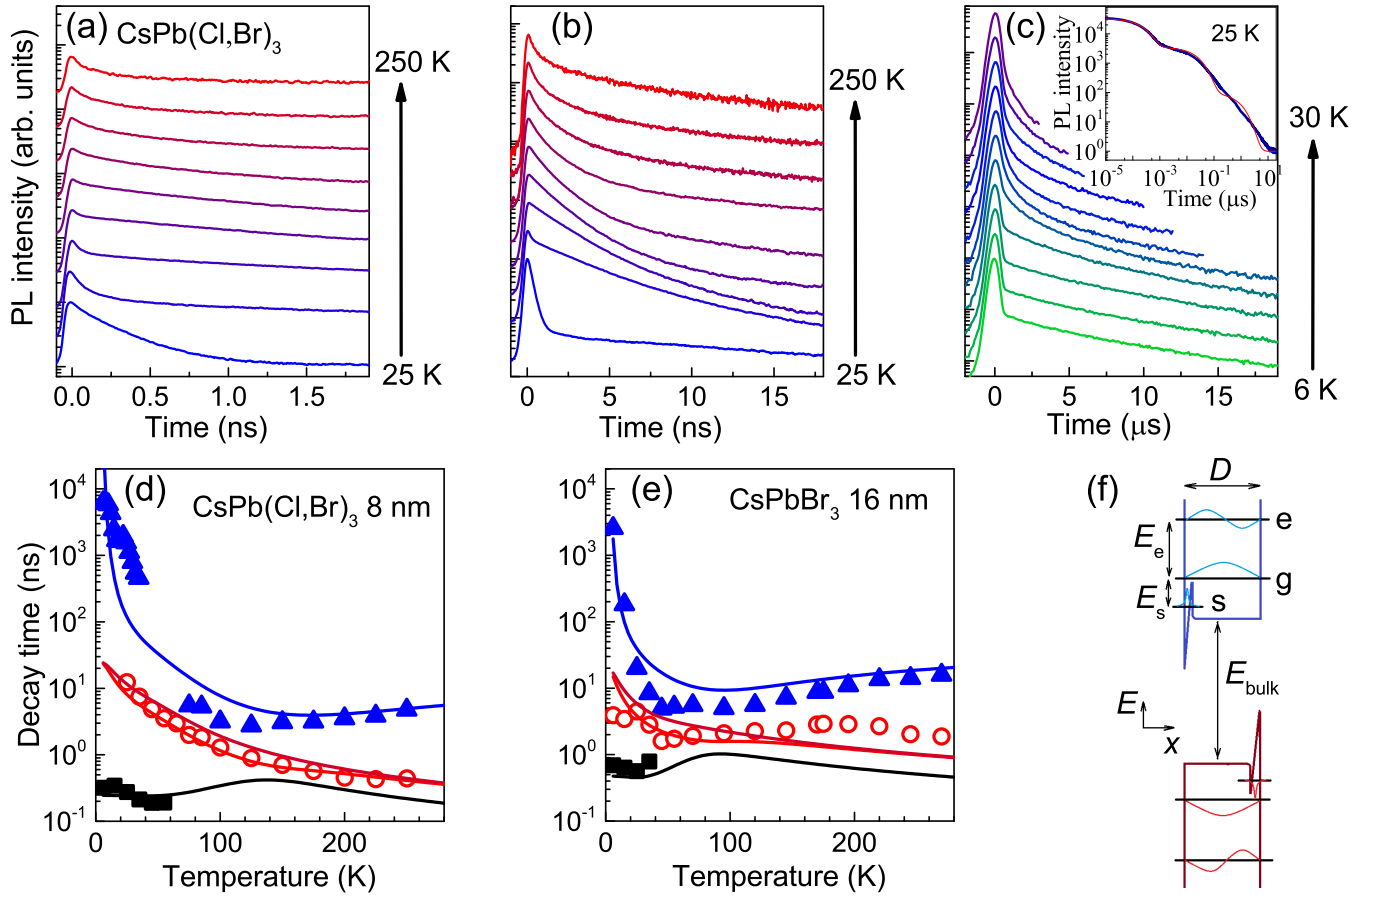 (a) CsPb(Cl,Br)3
PL intensity (arb. units)
250 K
25 K
0.0 0.5 1.0 1.5
Time (ns)
(b)
250 K
25 K
0 5 10 15
Time (ns)
(c)
25 K
PL intensity
10^4
10^3
10^2
10^1
10^0
10^-5 10^-3 10^-1 10^1
Time (μs)
30 K
6 K
0 5 10 15
Time (μs)
(d)
CsPb(Cl,Br)3 8 nm
Decay time (ns)
10^4
10^3
10^2
10^1
10^0
10^-1
0 100 200
Temperature (K)
(e)
CsPbBr3 16 nm
10^4
10^3
10^2
10^1
10^0
10^-1
0 100 200
Temperature (K)
(f)
D
e
Ee
g
Es
s
Ebulk
E
x